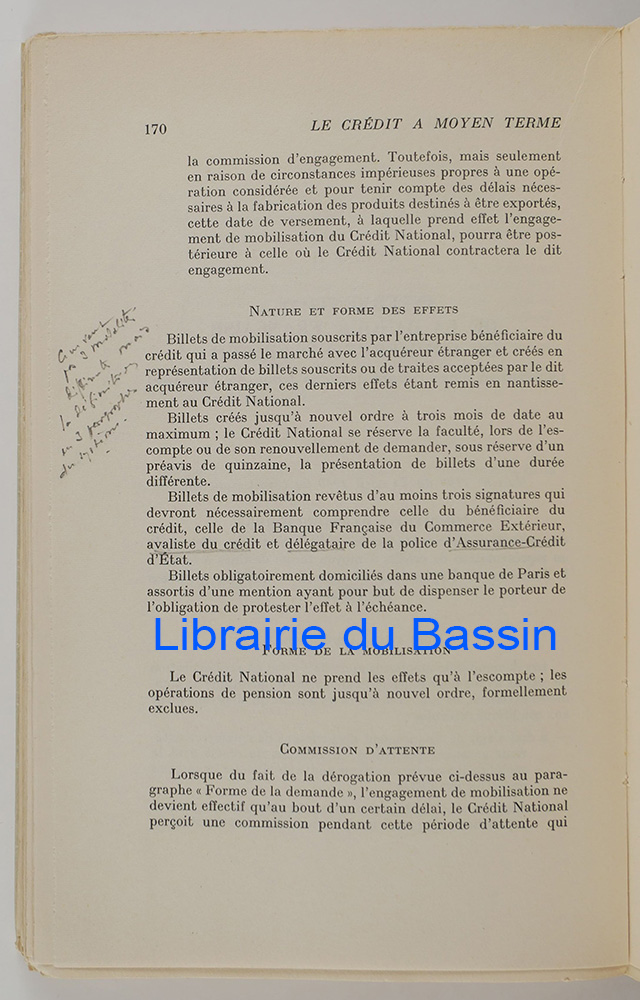 170
LE CRÉDIT A MOYEN TERME
la commission d'engagement. Toutefois, mais seulement
en raison de circonstances impérieuses propres à une opé-
ration considérée et pour tenir compte des délais néces-
saires à la fabrication des produits destinés à être exportés,
cette date de versement, à laquelle prend effet l'engage-
ment de mobilisation du Crédit National, pourra être pos-
térieure à celle où le Crédit National contractera le dit
engagement.
NATURE ET FORME DES EFFETS
Billets de mobilisation souscrits par l'entreprise bénéficiaire du
crédit qui a passé le marché avec l'acquéreur étranger et créés en
représentation de billets souscrits ou de traites acceptées par le dit
acquéreur étranger, ces derniers effets étant remis en nantisse-
ment au Crédit National.
Billets créés jusqu'à nouvel ordre à trois mois de date au
maximum ; le Crédit National se réserve la faculté, lors de l'es-
compte ou de son renouvellement de demander, sous réserve d'un
préavis de quinzaine, la présentation de billets d'une durée
différente.
Billets de mobilisation revêtus d'au moins trois signatures qui
devront nécessairement comprendre celle du bénéficiaire du
crédit, celle de la Banque Française du Commerce Extérieur,
avaliste du crédit et délégataire de la police d'Assurance-Crédit
d'État.
Billets obligatoirement domiciliés dans une banque de Paris et
assortis d'une mention ayant pour but de dispenser le porteur de
l'obligation de protester l'effet à l'échéance.
Librairie du Bassin
FORME DE LA MOBILISATION
Le Crédit National ne prend les effets qu'à l'escompte ; les
opérations de pension sont jusqu'à nouvel ordre, formellement
exclues.
COMMISSION D'ATTENTE
Lorsque du fait de la dérogation prévue ci-dessus au para-
graphe « Forme de la demande », l'engagement de mobilisation ne
devient effectif qu'au bout d'un certain délai, le Crédit National
perçoit une commission pendant cette période d'attente qui